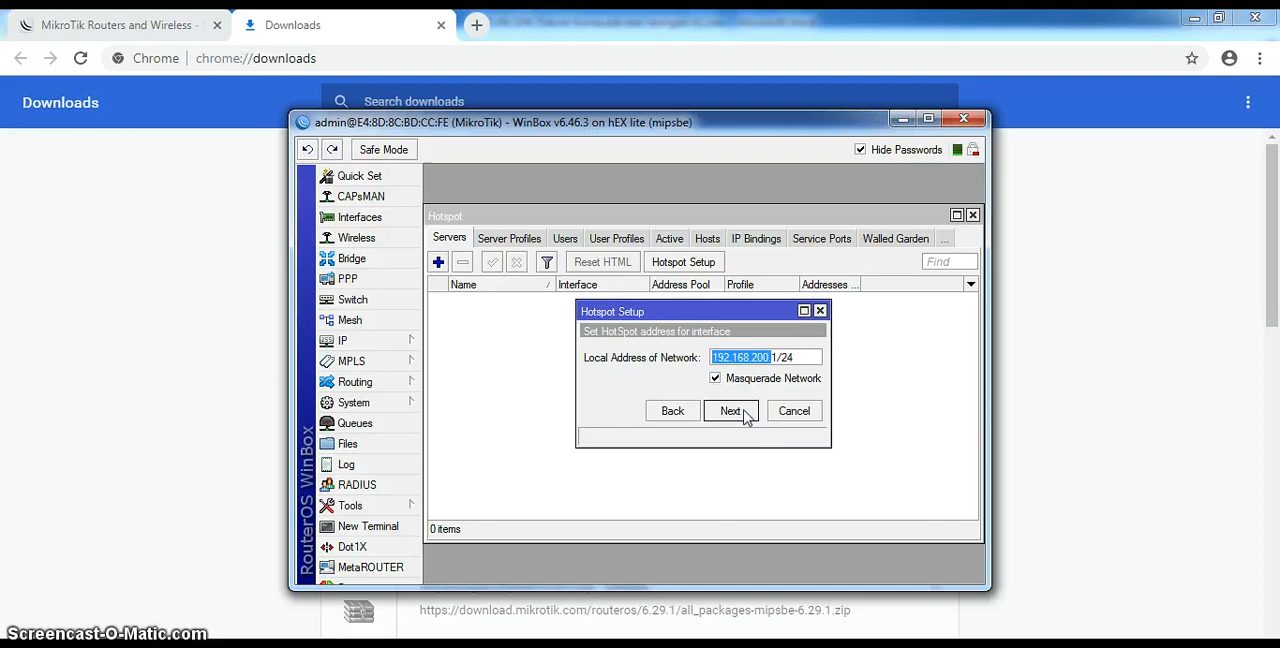 MikroTik Routers and Wireless -
Downloads
Chrome
chrome://downloads
Downloads
Search downloads
admin@E4:8D:8C:BD:CC:FE (MikroTik) - WinBox v6.46.3 on hEX lite (mipsbe)
Safe Mode
Hide Passwords
Quick Set
CAPsMAN
Interfaces
Wireless
Bridge
PPP
Switch
Mesh
IP
MPLS
Routing
System
Queues
Files
Log
RADIUS
Tools
New Terminal
Dot1X
MetaROUTER
RouterOS WinBox
Hotspot
Servers Server Profiles Users User Profiles Active Hosts IP Bindings Service Ports Walled Garden ...
Reset HTML Hotspot Setup Find
Name Interface Address Pool Profile Addresses ...
Hotspot Setup
Set HotSpot address for interface
Local Address of Network: 192.168.200.1/24
Masquerade Network
Back Next Cancel
0 items
https://download.mikrotik.com/routeros/6.29.1/all_packages-mipsbe-6.29.1.zip
Screencast-O-Matic.com